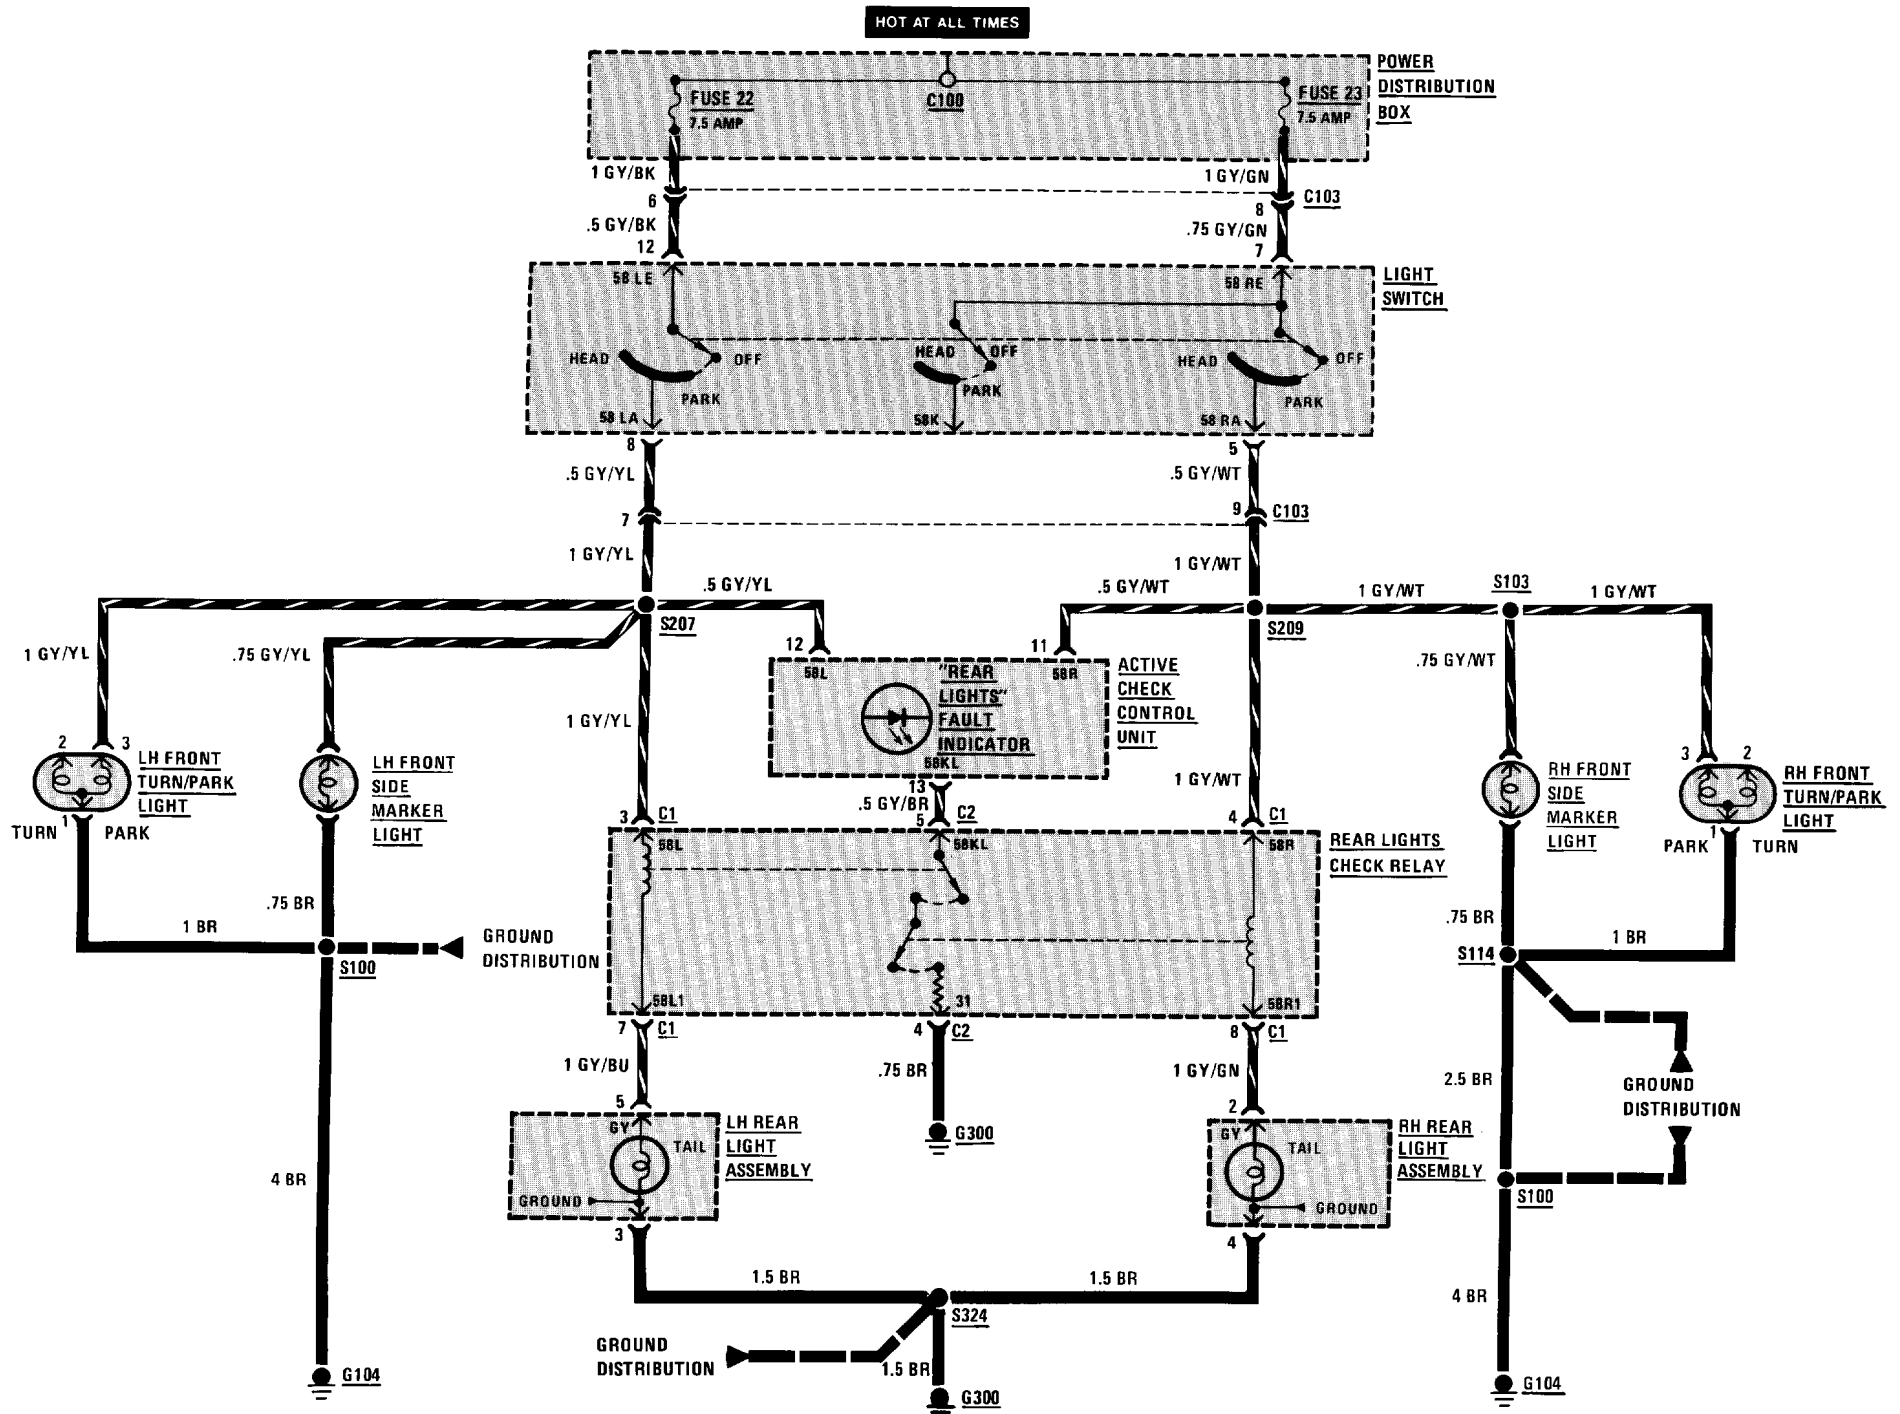 HOT AT ALL TIMES
POWER
DISTRIBUTION
BOX
FUSE 22
7.5 AMP
C100
FUSE 23
7.5 AMP
1 GY/BK
1 GY/GN
6
8
C103
.5 GY/BK
.75 GY/GN
12
7
58 LE
58 RE
LIGHT
SWITCH
HEAD
OFF
PARK
HEAD
OFF
PARK
HEAD
OFF
PARK
58 LA
58K
58 RA
8
5
.5 GY/YL
.5 GY/WT
7
9
C103
1 GY/YL
1 GY/WT
.5 GY/YL
.5 GY/WT
S103
1 GY/WT
1 GY/WT
S207
S209
1 GY/YL
.75 GY/YL
12
11
.75 GY/WT
58L
"REAR
LIGHTS"
FAULT
INDICATOR
58R
ACTIVE
CHECK
CONTROL
UNIT
1 GY/YL
1 GY/WT
58KL
2
3
LH FRONT
TURN/PARK
LIGHT
TURN
1
PARK
LH FRONT
SIDE
MARKER
LIGHT
13
.5 GY/BR
3
C1
5
C2
4
C1
RH FRONT
SIDE
MARKER
LIGHT
3
2
RH FRONT
TURN/PARK
LIGHT
PARK
1
TURN
58L
58KL
58R
REAR LIGHTS
CHECK RELAY
.75 BR
1 BR
S100
GROUND
DISTRIBUTION
.75 BR
1 BR
S114
58L1
31
58R1
7
C1
4
C2
8
C1
1 GY/BU
.75 BR
1 GY/GN
2.5 BR
GROUND
DISTRIBUTION
5
2
GY
TAIL
GROUND
LH REAR
LIGHT
ASSEMBLY
G300
GY
TAIL
GROUND
RH REAR
LIGHT
ASSEMBLY
4 BR
S100
3
4
1.5 BR
1.5 BR
4 BR
S324
GROUND
DISTRIBUTION
1.5 BR
G104
G300
G104